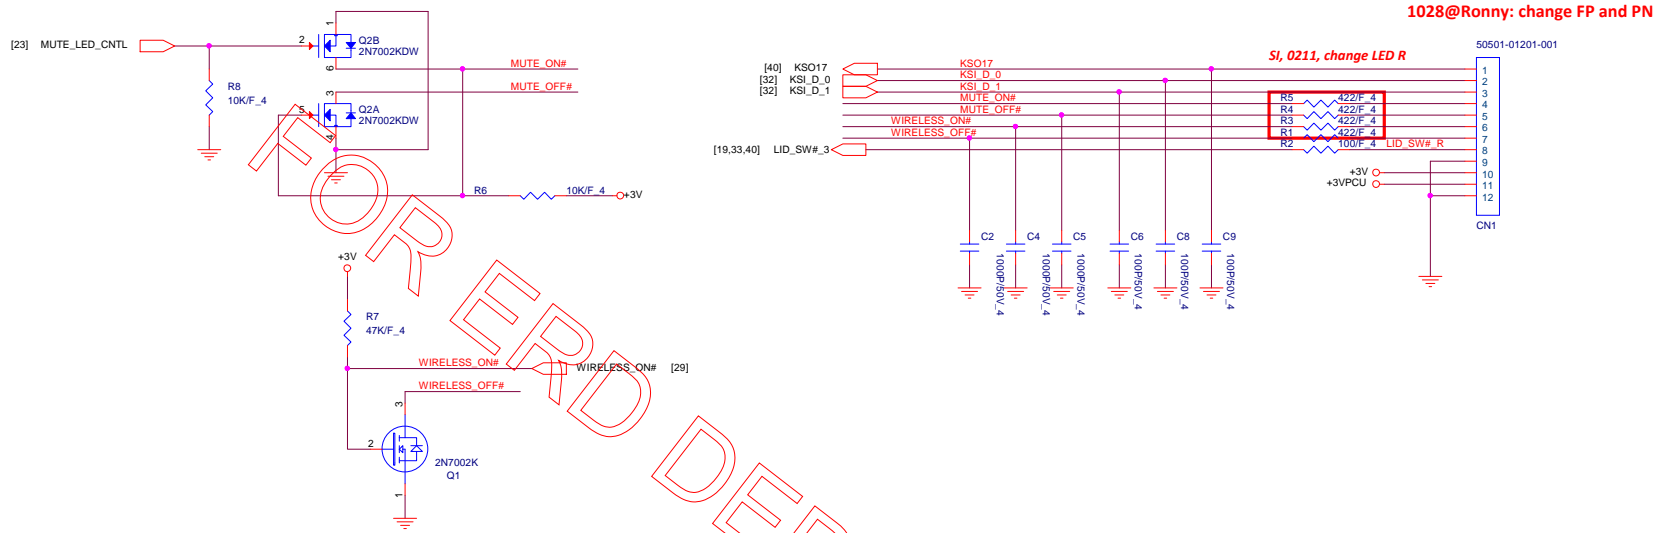 1028@Ronny: change FP and PN
[23] MUTE_LED_CNTL
R8
10K/F_4
1
2
Q2B
2N7002KDW
6
MUTE_ON#
3
MUTE_OFF#
5
Q2A
2N7002KDW
4
R6
10K/F_4
+3V
+3V
R7
47K/F_4
WIRELESS_ON#
WIRELESS_ON# [29]
WIRELESS_OFF#
3
2
1
2N7002K
Q1
SI, 0211, change LED R
50501-01201-001
[40] KSO17
KSO17
1
[32] KSI_D_0
KSI_D_0
2
[32] KSI_D_1
KSI_D_1
3
MUTE_ON#
R5 422/F_4
4
MUTE_OFF#
R4 422/F_4
5
WIRELESS_ON#
R3 422/F_4
6
WIRELESS_OFF#
R1 422/F_4
7
[19,33,40] LID_SW#_3
R2 100/F_4 LID_SW#_R
8
9
+3V
10
+3VPCU
11
12
CN1
C2
1000P/50V_4
C4
1000P/50V_4
C5
1000P/50V_4
C6
100P/50V_4
C8
100P/50V_4
C9
100P/50V_4
FOR ERD DEP